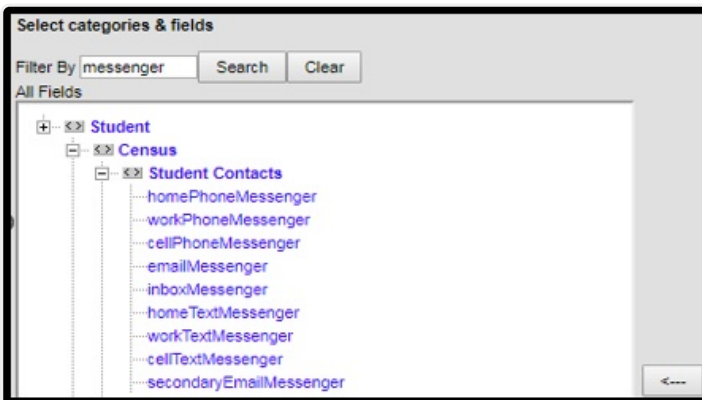 Select categories & fields
Filter By messenger Search Clear
All Fields
Student
Census
Student Contacts
homePhoneMessenger
workPhoneMessenger
cellPhoneMessenger
emailMessenger
inboxMessenger
homeTextMessenger
workTextMessenger
cellTextMessenger
secondaryEmailMessenger
<---